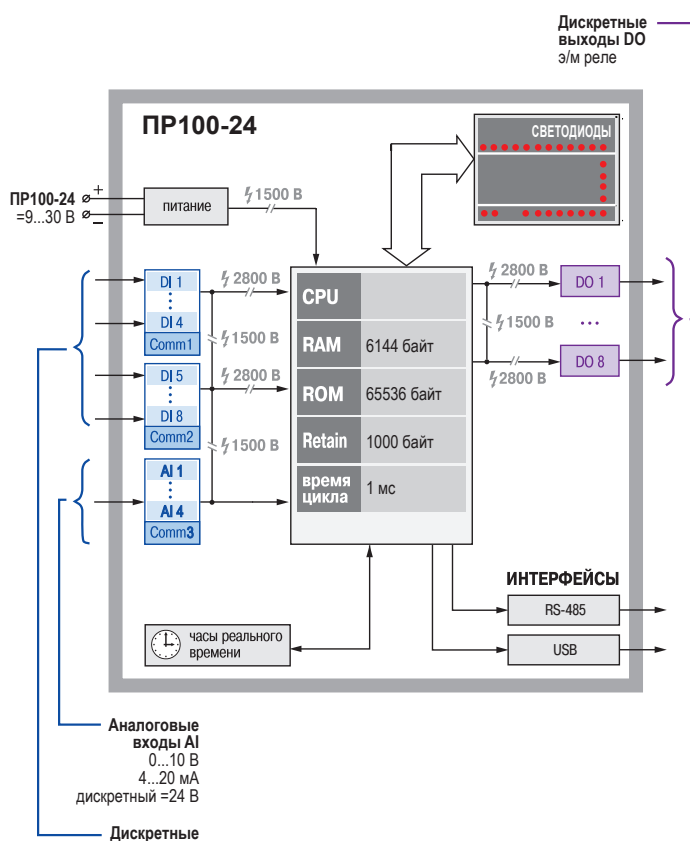 Дискретные
выходы DO
э/м реле
ПР100-24
СВЕТОДИОДЫ
ПР100-24
=9...30 В
+
–
питание
1500 В
DI 1
DI 4
Comm1
2800 В
1500 В
DI 5
DI 8
Comm2
2800 В
1500 В
AI 1
AI 4
Comm3
CPU
RAM 6144 байт
ROM 65536 байт
Retain 1000 байт
время
цикла
1 мс
2800 В
1500 В
2800 В
DO 1
...
DO 8
ИНТЕРФЕЙСЫ
RS-485
USB
часы реального
времени
Аналоговые
входы AI
0...10 В
4...20 мА
дискретный =24 В
Дискретные